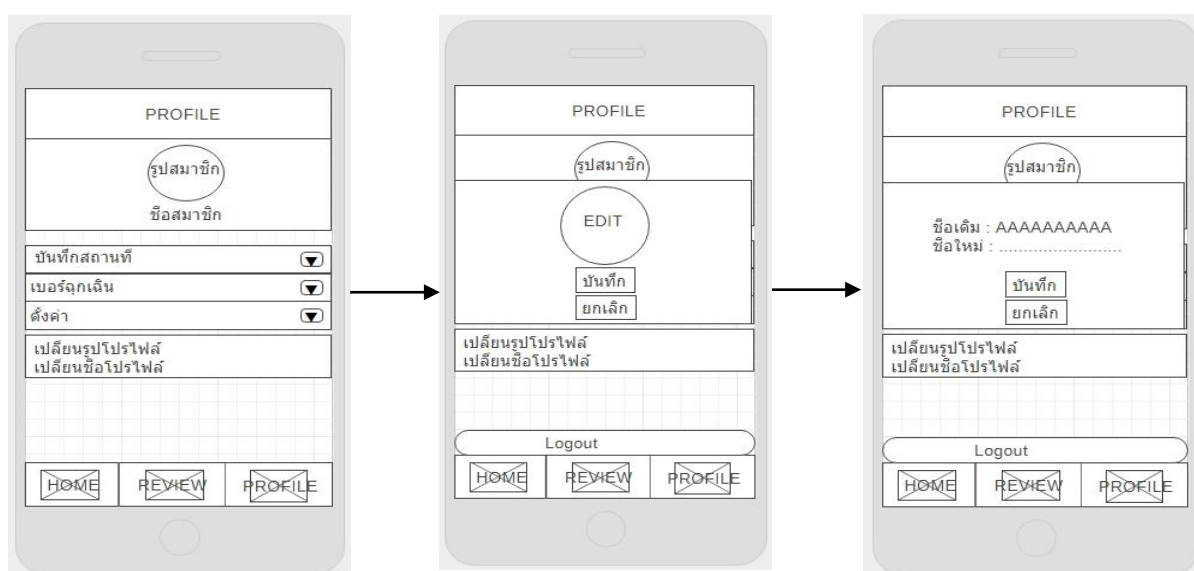 PROFILE
รูปสมาชิก
ชื่อสมาชิก
บันทึกสถานที่
เบอร์ฉุกเฉิน
ตั้งค่า
เปลี่ยนรูปโปรไฟล์
เปลี่ยนชื่อโปรไฟล์
HOME REVIEW PROFILE
PROFILE
รูปสมาชิก
EDIT
บันทึก
ยกเลิก
เปลี่ยนรูปโปรไฟล์
เปลี่ยนชื่อโปรไฟล์
Logout
HOME REVIEW PROFILE
PROFILE
รูปสมาชิก
ชื่อเดิม : AAAAAAAAAA
ชื่อใหม่ : .........................
บันทึก
ยกเลิก
เปลี่ยนรูปโปรไฟล์
เปลี่ยนชื่อโปรไฟล์
Logout
HOME REVIEW PROFILE